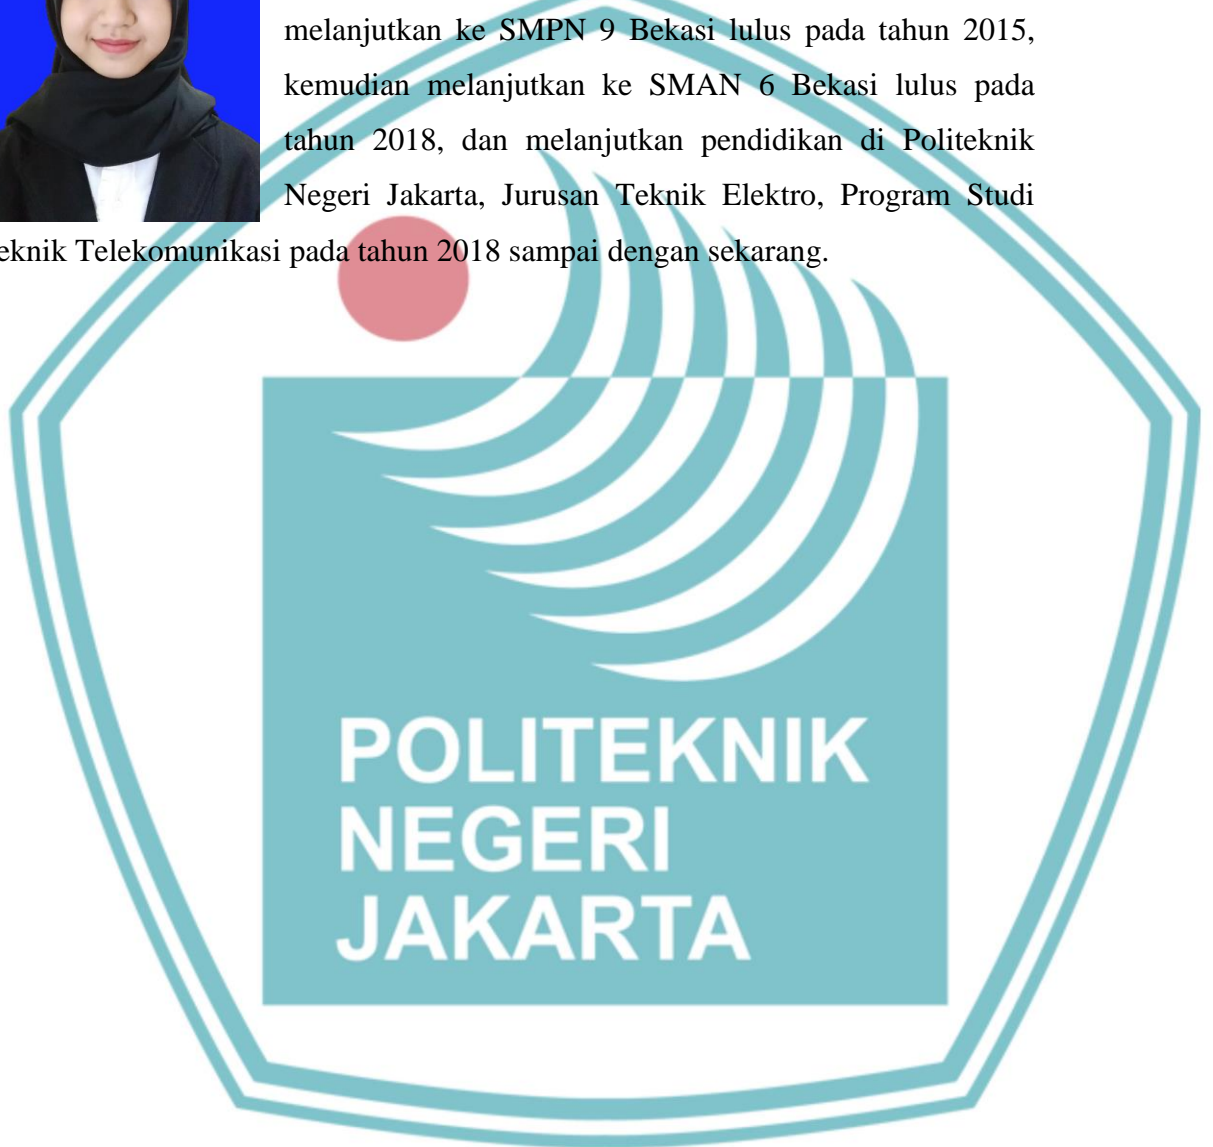 melanjutkan ke SMPN 9 Bekasi lulus pada tahun 2015,
kemudian melanjutkan ke SMAN 6 Bekasi lulus pada
tahun 2018, dan melanjutkan pendidikan di Politeknik
Negeri Jakarta, Jurusan Teknik Elektro, Program Studi
eknik Telekomunikasi pada tahun 2018 sampai dengan sekarang.
POLITEKNIK
NEGERI
JAKARTA